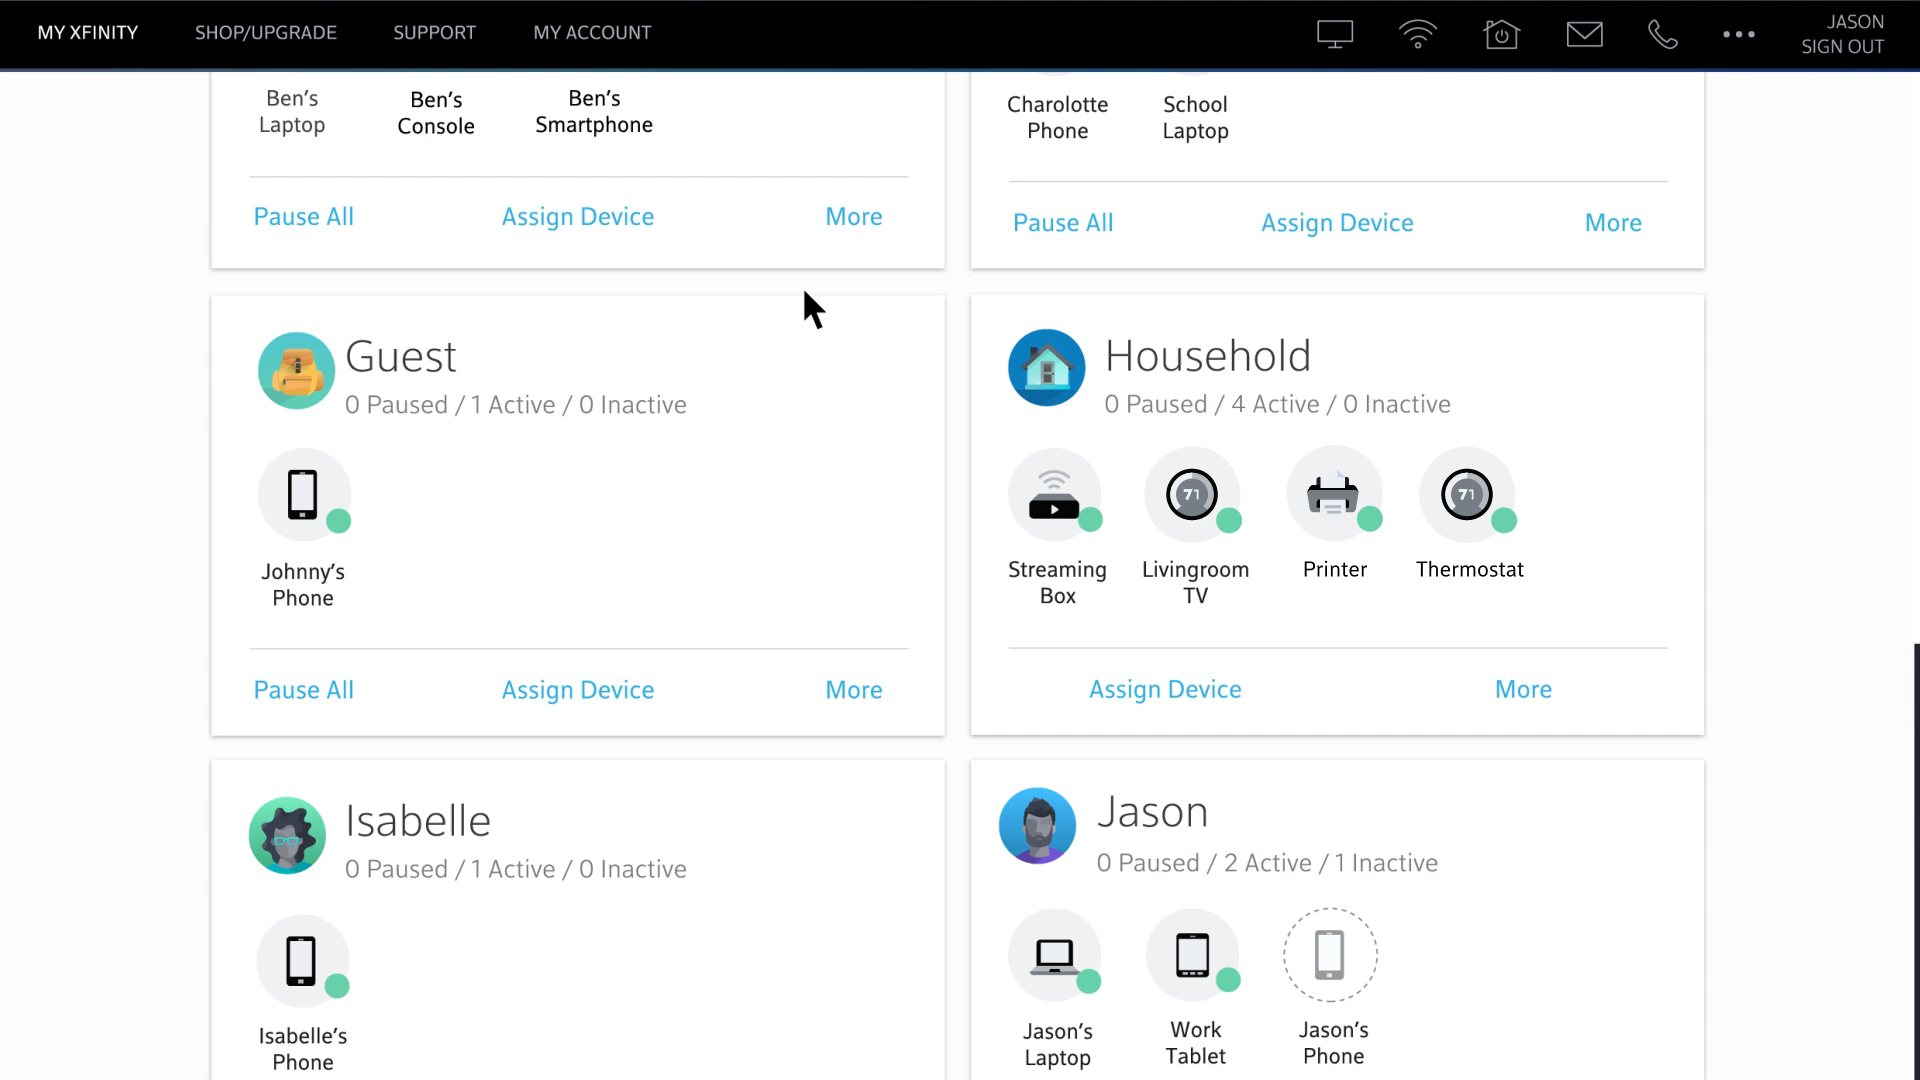 MY XFINITY
SHOP/UPGRADE
SUPPORT
MY ACCOUNT
JASON
SIGN OUT
Ben’s
Laptop
Ben’s
Console
Ben’s
Smartphone
Pause All
Assign Device
More
Charolotte
Phone
School
Laptop
Pause All
Assign Device
More
Guest
0 Paused / 1 Active / 0 Inactive
Johnny’s
Phone
Pause All
Assign Device
More
Household
0 Paused / 4 Active / 0 Inactive
71
71
Streaming
Box
Livingroom
TV
Printer
Thermostat
Assign Device
More
Isabelle
0 Paused / 1 Active / 0 Inactive
Isabelle’s
Phone
Jason
0 Paused / 2 Active / 1 Inactive
Jason’s
Laptop
Work
Tablet
Jason’s
Phone